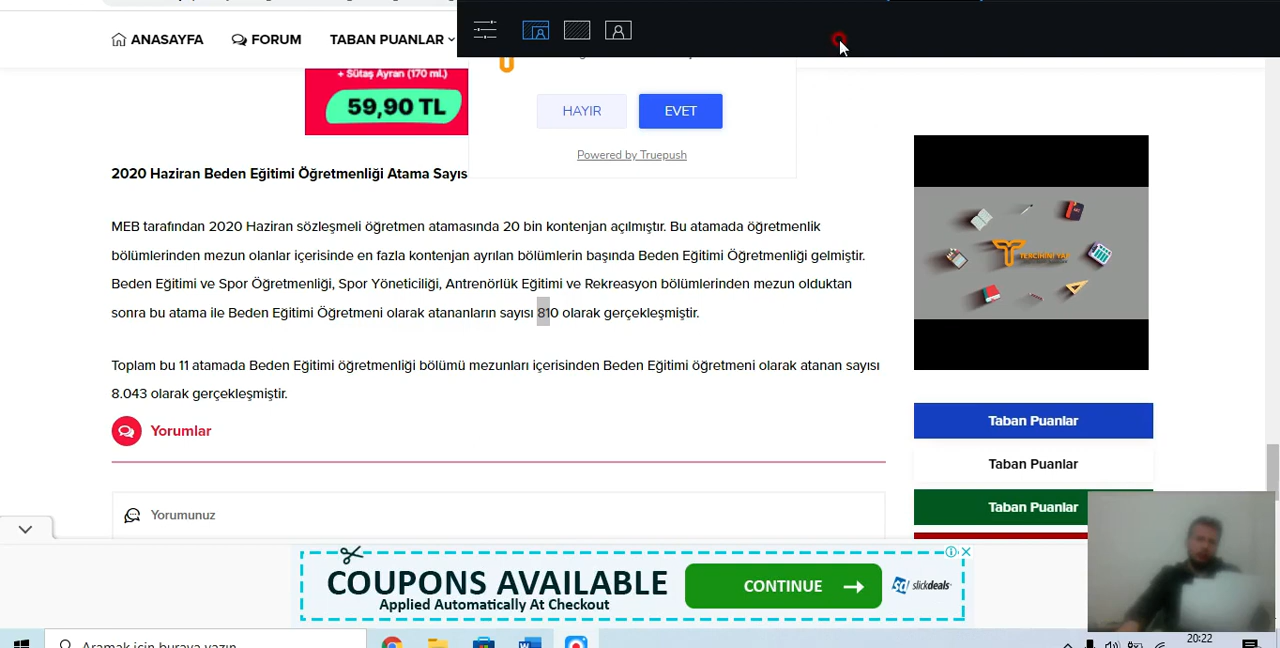 ANASAYFA
FORUM
TABAN PUANLAR
+ Sütaş Ayran (170 ml.)
59,90 TL
HAYIR
EVET
Powered by Truepush
2020 Haziran Beden Eğitimi Öğretmenliği Atama Sayıs
MEB tarafından 2020 Haziran sözleşmeli öğretmen atamasında 20 bin kontenjan açılmıştır. Bu atamada öğretmenlik
bölümlerinden mezun olanlar içerisinde en fazla kontenjan ayrılan bölümlerin başında Beden Eğitimi Öğretmenliği gelmiştir.
Beden Eğitimi ve Spor Öğretmenliği, Spor Yöneticiliği, Antrenörlük Eğitimi ve Rekreasyon bölümlerinden mezun olduktan
sonra bu atama ile Beden Eğitimi Öğretmeni olarak atananların sayısı 810 olarak gerçekleşmiştir.
Toplam bu 11 atamada Beden Eğitimi öğretmenliği bölümü mezunları içerisinden Beden Eğitimi öğretmeni olarak atanan sayısı
8.043 olarak gerçekleşmiştir.
Yorumlar
Yorumunuz
TERCİHİNİ YAP
Taban Puanlar
Taban Puanlar
Taban Puanlar
COUPONS AVAILABLE
Applied Automatically At Checkout
CONTINUE
sd slickdeals
Aramak için buraya yazın
20:22